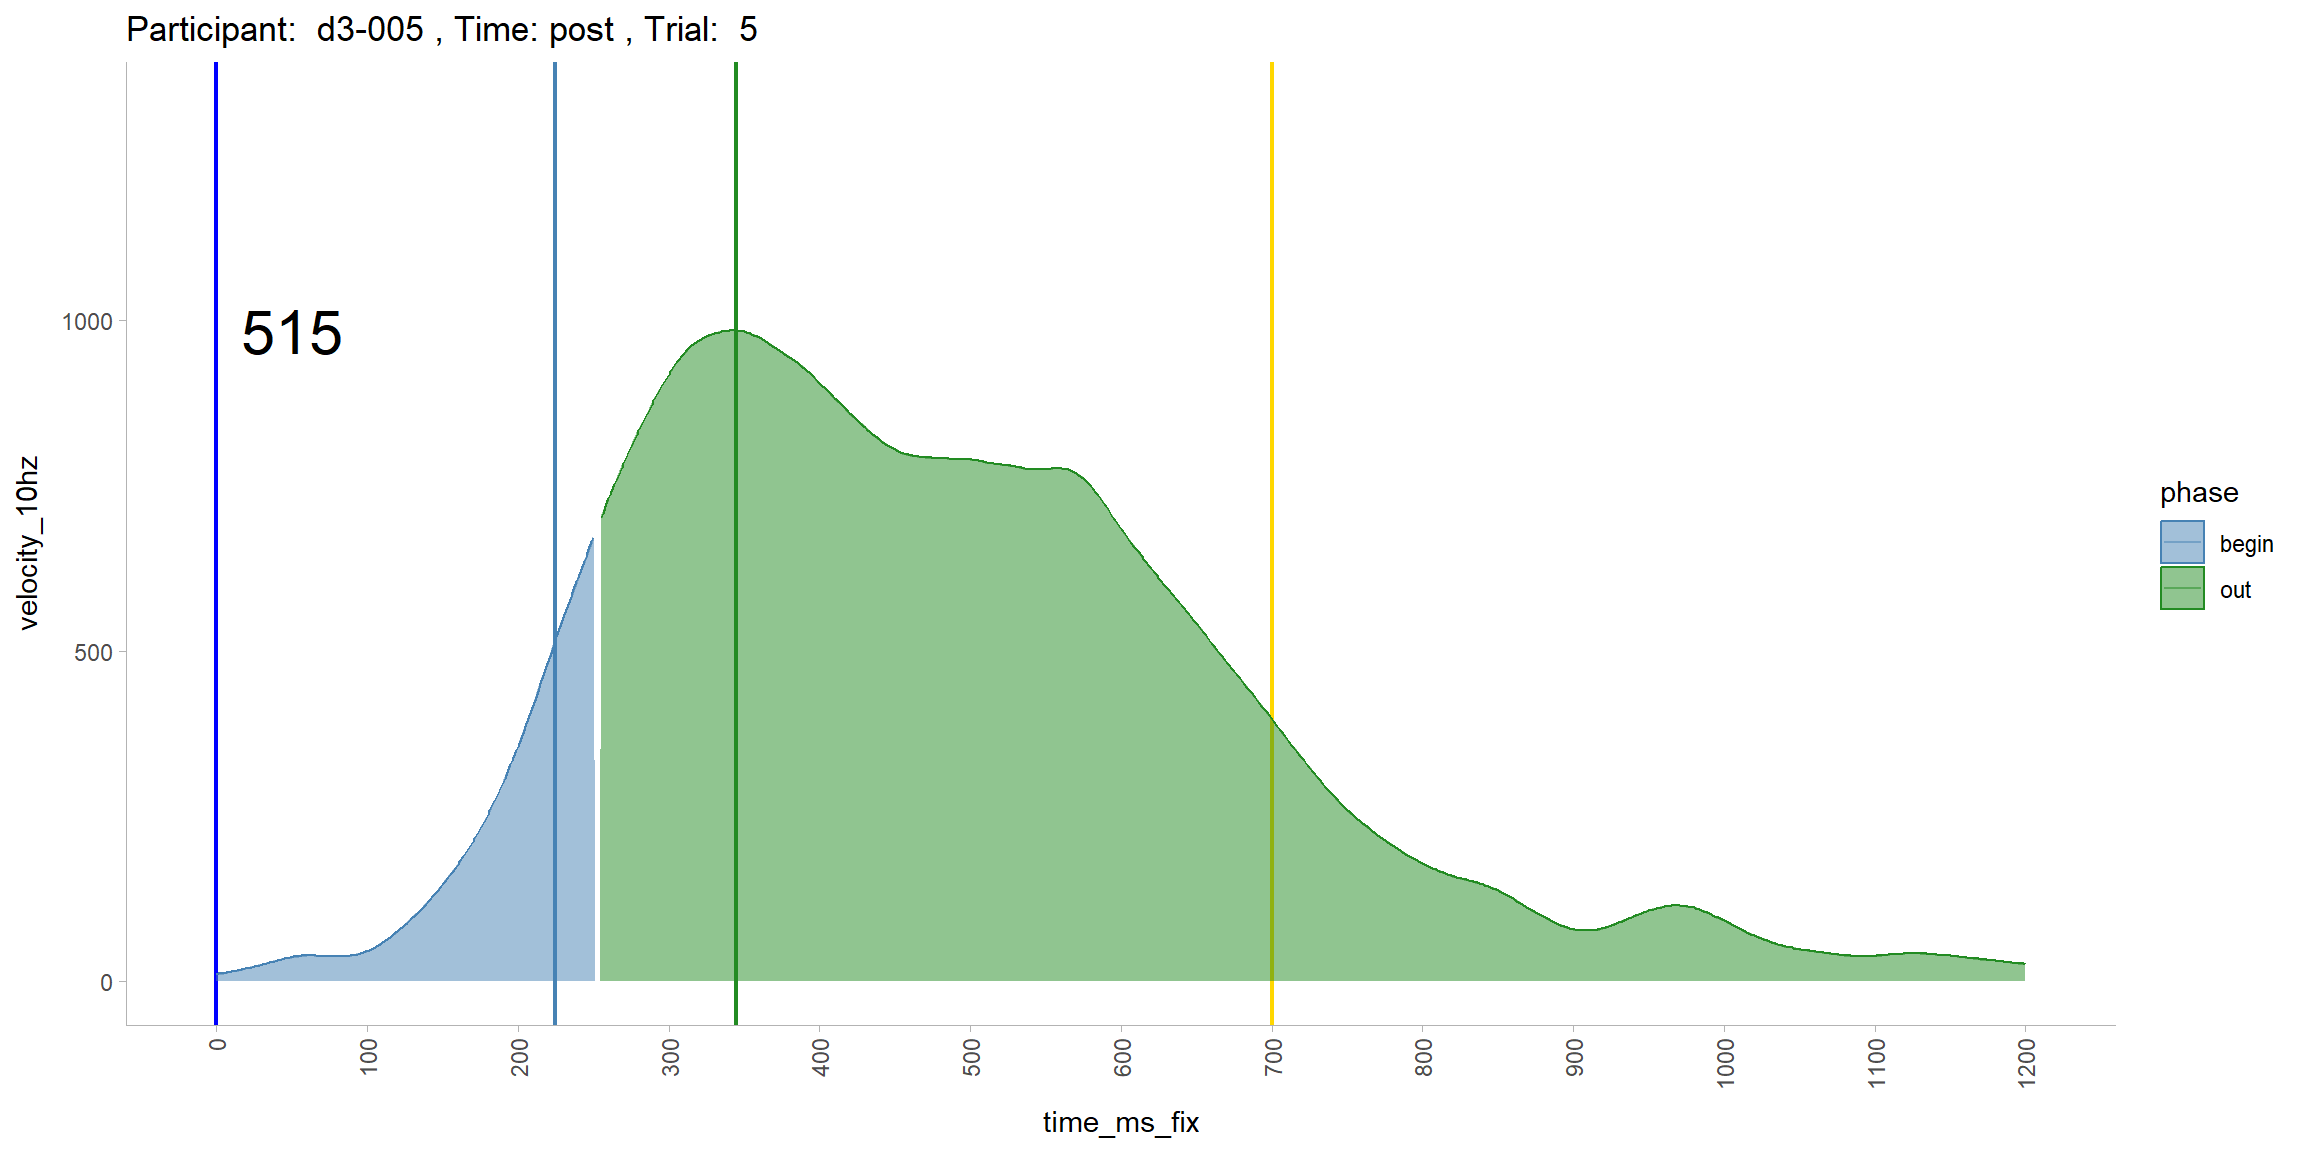 Participant:  d3-005 , Time: post , Trial:  5
515
1000
500
0
velocity_10hz
0 100 200 300 400 500 600 700 800 900 1000 1100 1200
time_ms_fix
phase
begin
out